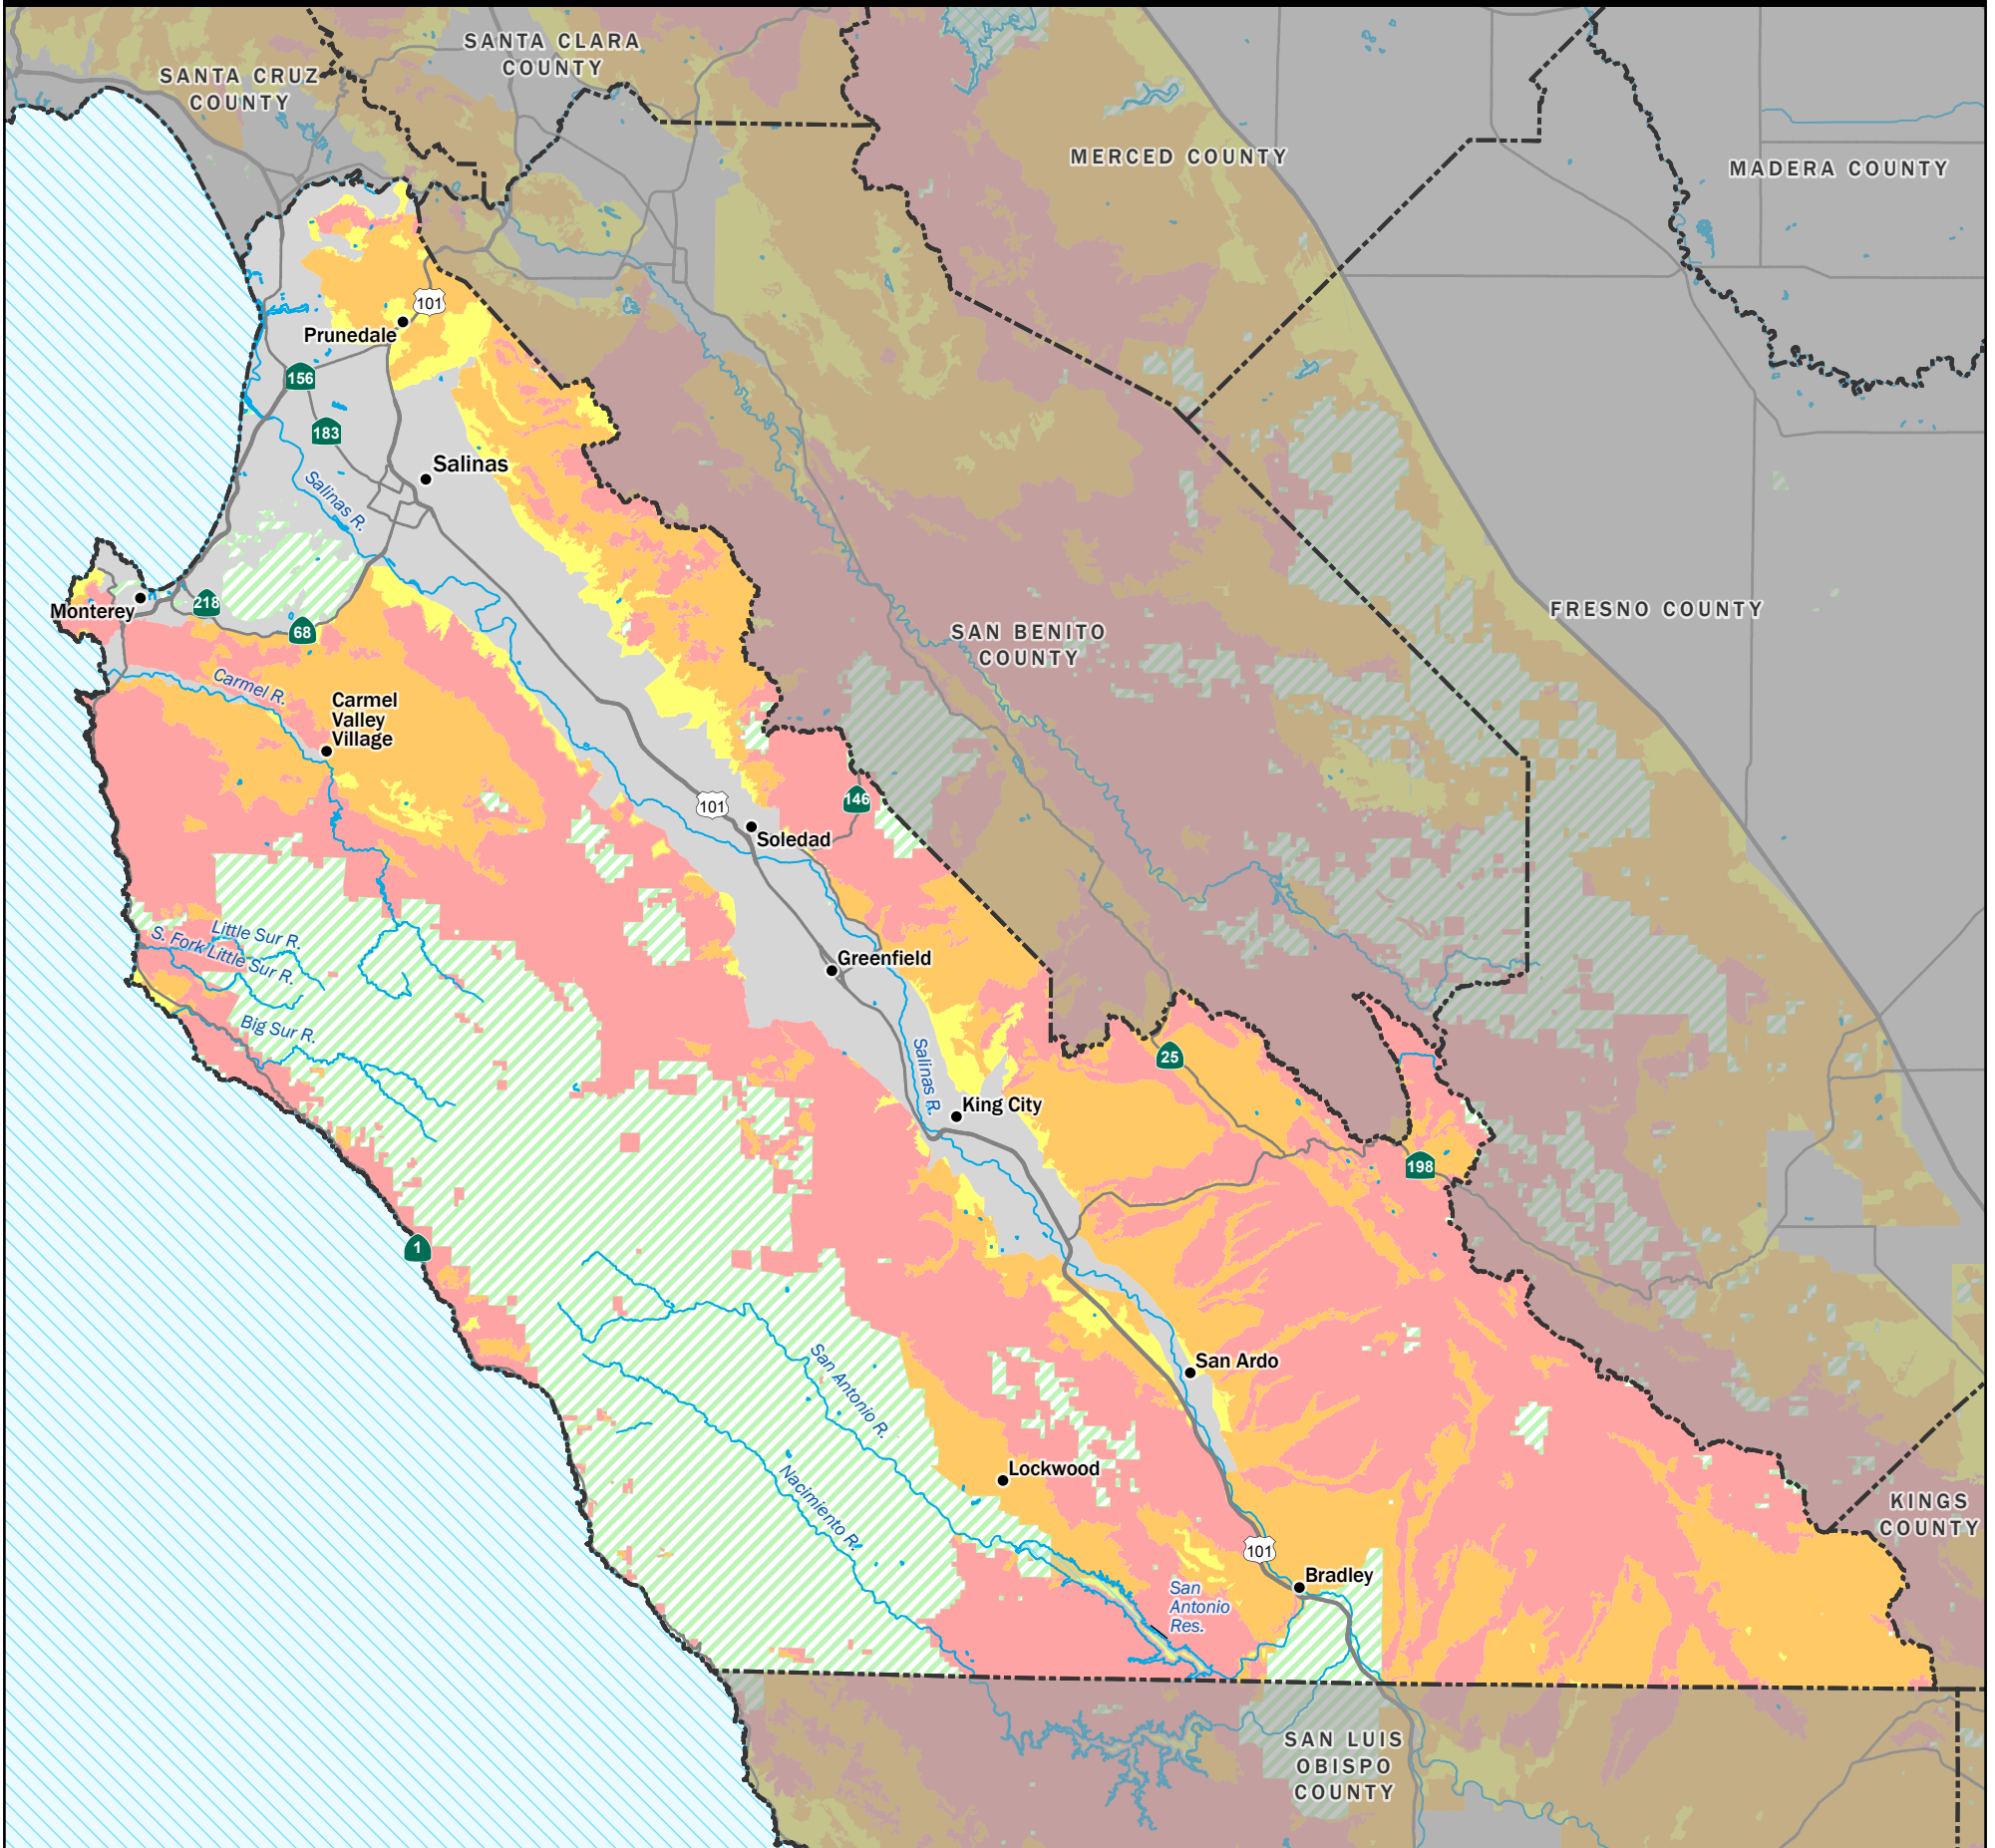 SANTA CLARA
COUNTY
SANTA CRUZ
COUNTY
MERCED COUNTY
MADERA COUNTY
101
Prunedale
156
183
Salinas
Salinas R.
Monterey
218
68
FRESNO COUNTY
SAN BENITO
COUNTY
Carmel R.
Carmel
Valley
Village
101
146
Soledad
Little Sur R.
S. Fork Little Sur R.
Greenfield
Big Sur R.
Salinas R.
25
King City
198
1
San Antonio R.
San Ardo
Lockwood
Nacimiento R.
KINGS
COUNTY
101
Bradley
San
Antonio
Res.
SAN LUIS
OBISPO
COUNTY